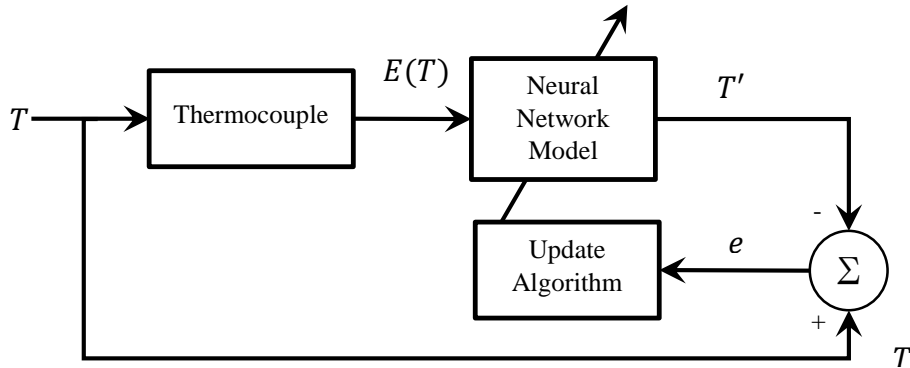 E(T)
T'
Neural
Network
Model
Thermocouple
T
-
Update
Algorithm
e
Σ
+
T